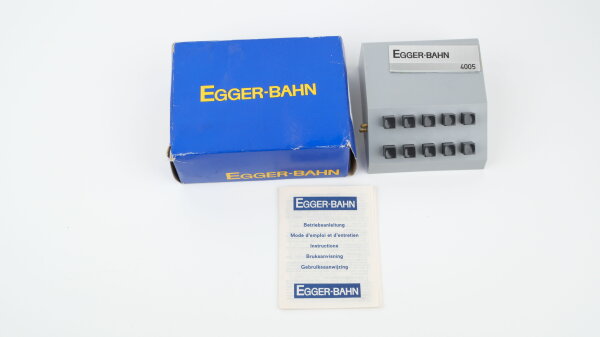 EGGER-BAHN
EGGER-BAHN
EGGER-BAHN
4005
EGGER-BAHN
Betriebsanleitung
Mode d'emploi et d'entretien
Instructions
Bruksanvisning
Gebruiksaanwijzing
EGGER-BAHN